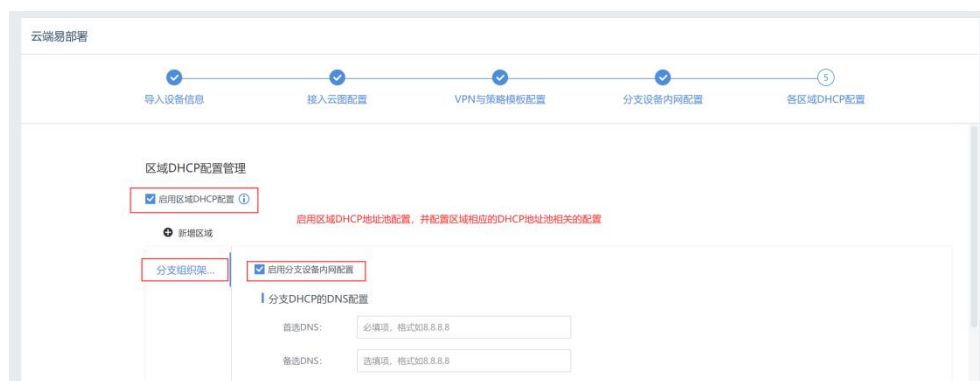 云端易部署
导入设备信息
接入云图配置
VPN与策略模板配置
分支设备内网配置
5
各区域DHCP配置
区域DHCP配置管理
启用区域DHCP配置
启用区域DHCP地址池配置，并配置区域相应的DHCP地址池相关的配置
新增区域
分支组织架...
启用分支设备内网配置
分支DHCP的DNS配置
首选DNS：
必填项，格式如8.8.8.8
备选DNS：
选填项，格式如8.8.8.8